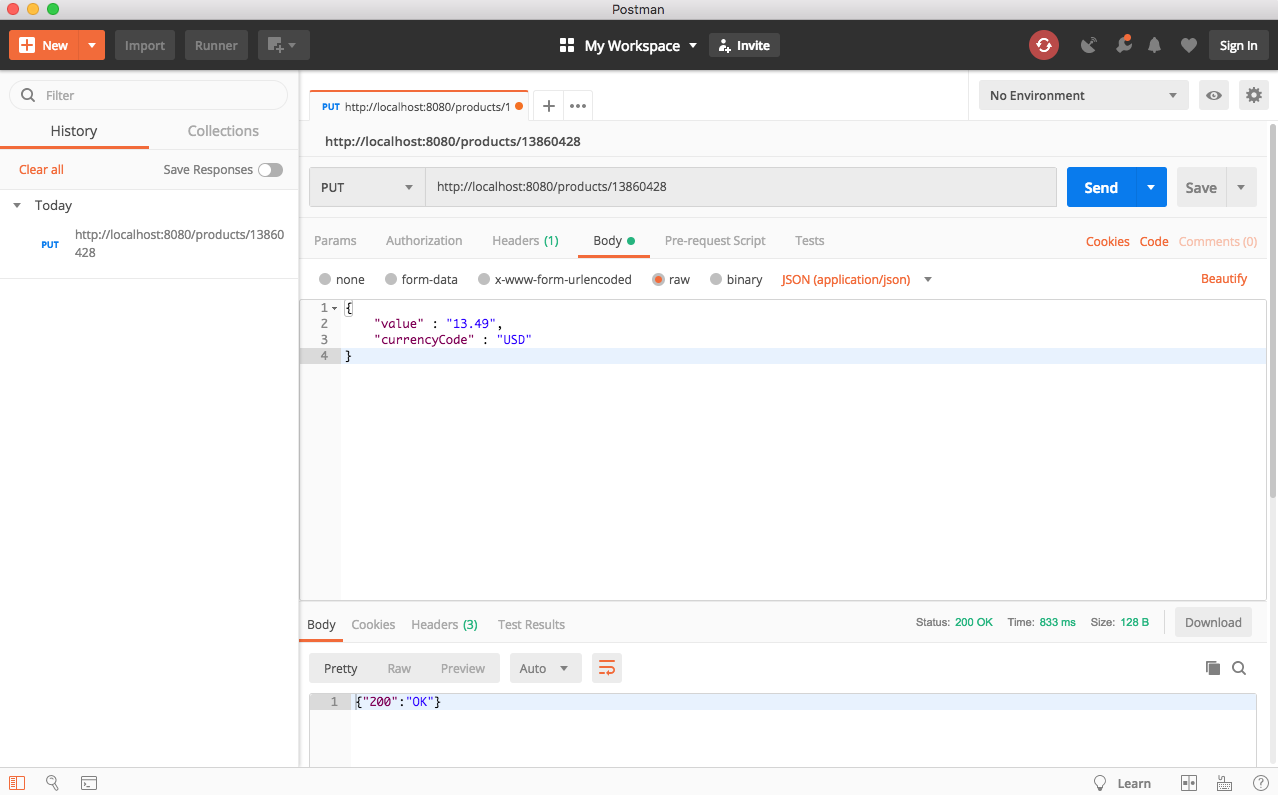 Postman
New Import Runner My Workspace Invite Sign In
Filter
History Collections
Clear all Save Responses
Today
PUT http://localhost:8080/products/13860
428
PUT http://localhost:8080/products/1
No Environment
http://localhost:8080/products/13860428
PUT http://localhost:8080/products/13860428 Send Save
Params Authorization Headers (1) Body Pre-request Script Tests Cookies Code Comments (0)
none form-data x-www-form-urlencoded raw binary JSON (application/json) Beautify
1 {
2 "value" : "13.49",
3 "currencyCode" : "USD"
4 }
Body Cookies Headers (3) Test Results Status: 200 OK Time: 833 ms Size: 128 B Download
Pretty Raw Preview Auto
1 {"200":"OK"}
Learn